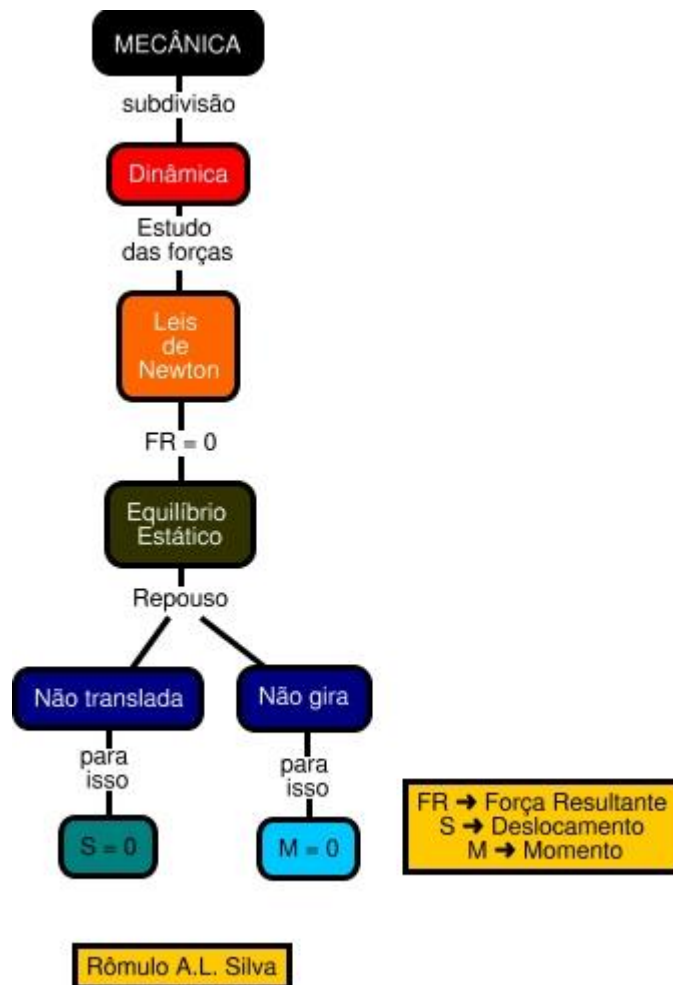 MECÂNICA
subdivisão
Dinâmica
Estudo
das forças
Leis
de
Newton
FR = 0
Equilíbrio
Estático
Repouso
Não translada
Não gira
para
isso
para
isso
S = 0
M = 0
FR ➜ Força Resultante
S ➜ Deslocamento
M ➜ Momento
Rômulo A.L. Silva